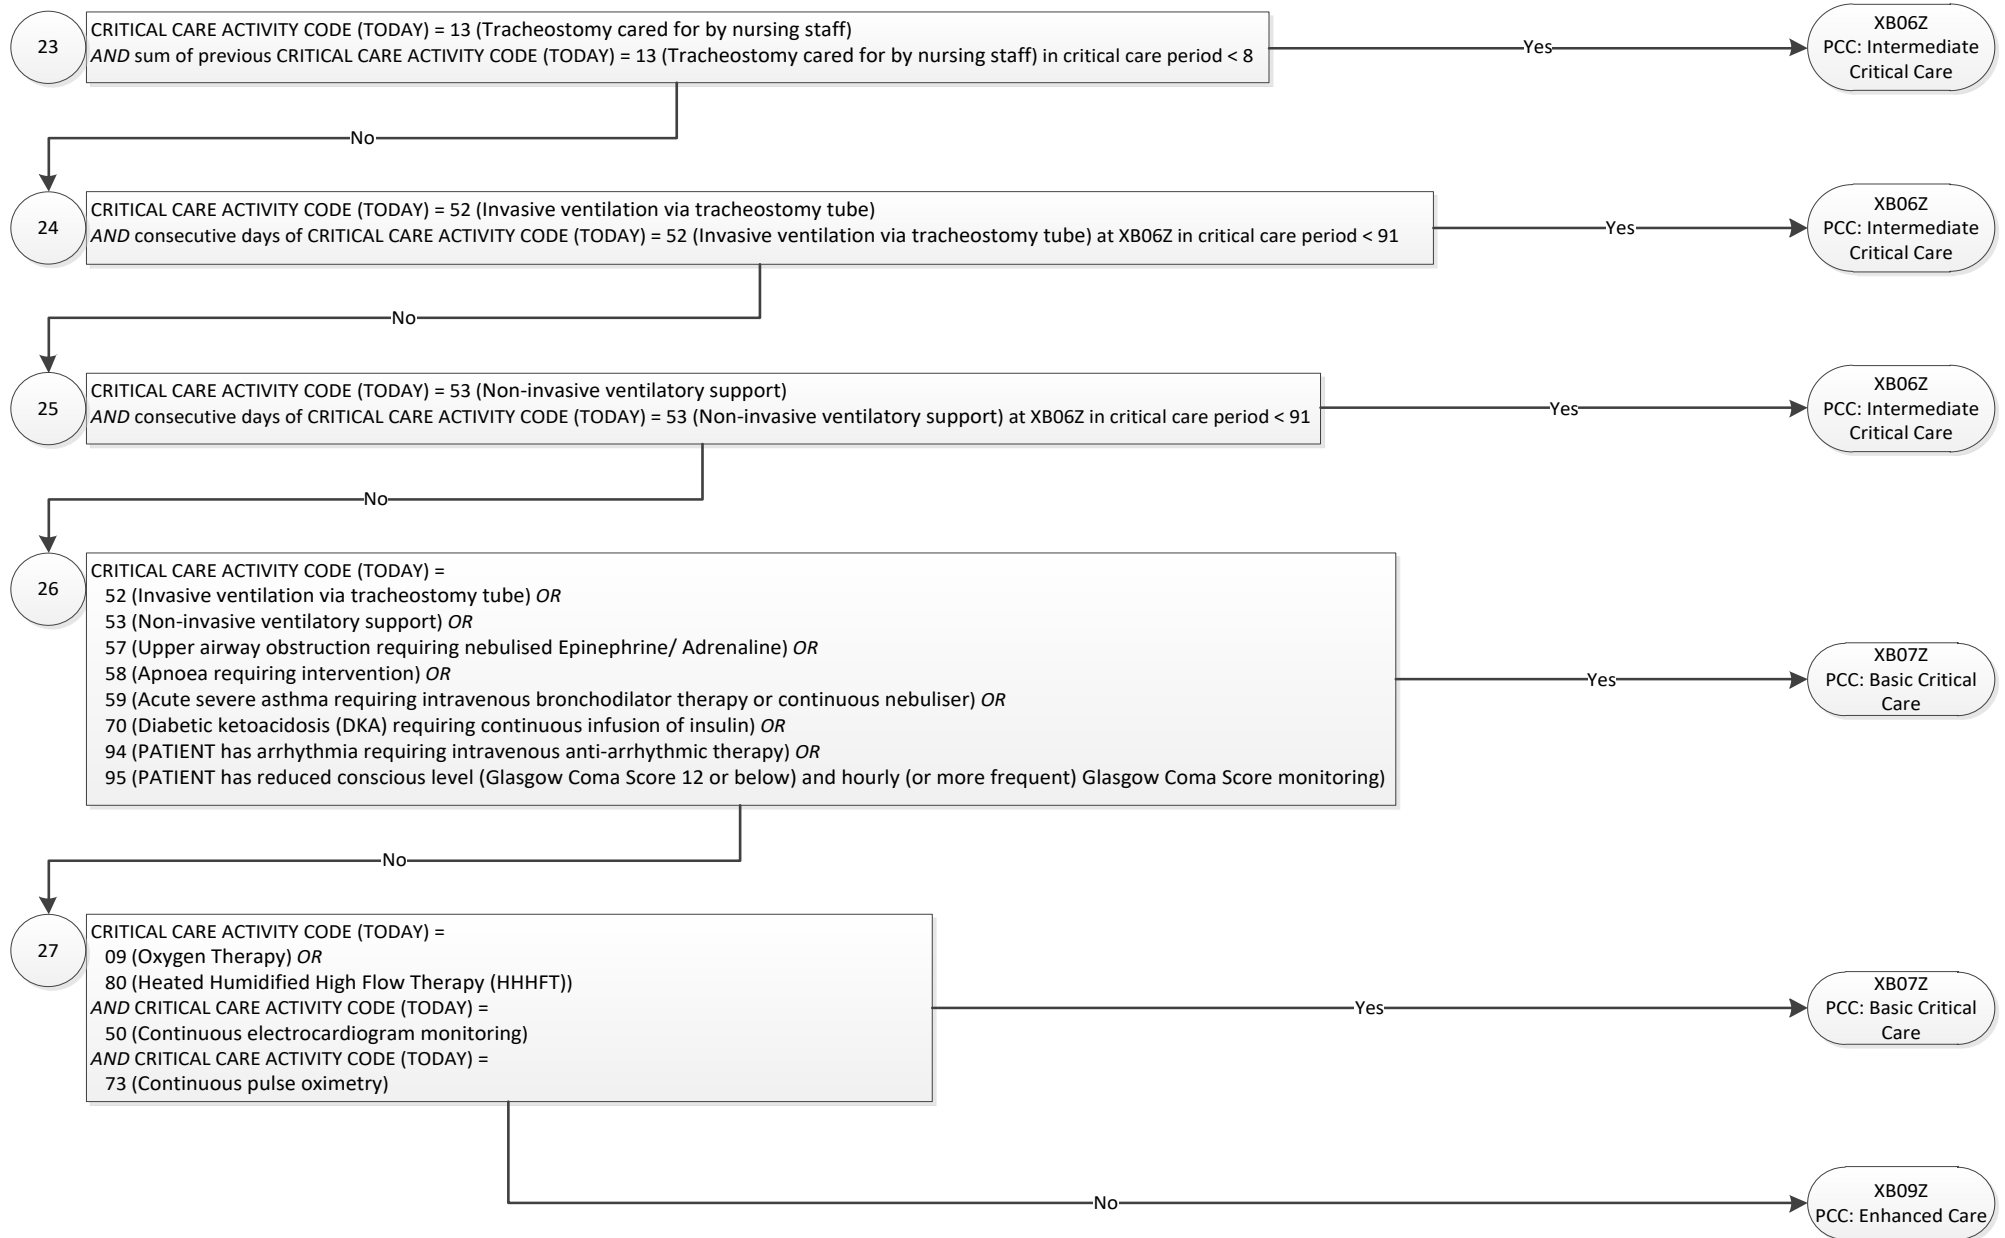 23
CRITICAL CARE ACTIVITY CODE (TODAY) = 13 (Tracheostomy cared for by nursing staff)
AND sum of previous CRITICAL CARE ACTIVITY CODE (TODAY) = 13 (Tracheostomy cared for by nursing staff) in critical care period < 8
Yes
XB06Z
PCC: Intermediate
Critical Care
No
24
CRITICAL CARE ACTIVITY CODE (TODAY) = 52 (Invasive ventilation via tracheostomy tube)
AND consecutive days of CRITICAL CARE ACTIVITY CODE (TODAY) = 52 (Invasive ventilation via tracheostomy tube) at XB06Z in critical care period < 91
Yes
XB06Z
PCC: Intermediate
Critical Care
No
25
CRITICAL CARE ACTIVITY CODE (TODAY) = 53 (Non-invasive ventilatory support)
AND consecutive days of CRITICAL CARE ACTIVITY CODE (TODAY) = 53 (Non-invasive ventilatory support) at XB06Z in critical care period < 91
Yes
XB06Z
PCC: Intermediate
Critical Care
No
26
CRITICAL CARE ACTIVITY CODE (TODAY) =
52 (Invasive ventilation via tracheostomy tube) OR
53 (Non-invasive ventilatory support) OR
57 (Upper airway obstruction requiring nebulised Epinephrine/ Adrenaline) OR
58 (Apnoea requiring intervention) OR
59 (Acute severe asthma requiring intravenous bronchodilator therapy or continuous nebuliser) OR
70 (Diabetic ketoacidosis (DKA) requiring continuous infusion of insulin) OR
94 (PATIENT has arrhythmia requiring intravenous anti-arrhythmic therapy) OR
95 (PATIENT has reduced conscious level (Glasgow Coma Score 12 or below) and hourly (or more frequent) Glasgow Coma Score monitoring)
Yes
XB07Z
PCC: Basic Critical
Care
No
27
CRITICAL CARE ACTIVITY CODE (TODAY) =
09 (Oxygen Therapy) OR
80 (Heated Humidified High Flow Therapy (HHHFT))
AND CRITICAL CARE ACTIVITY CODE (TODAY) =
50 (Continuous electrocardiogram monitoring)
AND CRITICAL CARE ACTIVITY CODE (TODAY) =
73 (Continuous pulse oximetry)
Yes
XB07Z
PCC: Basic Critical
Care
No
XB09Z
PCC: Enhanced Care